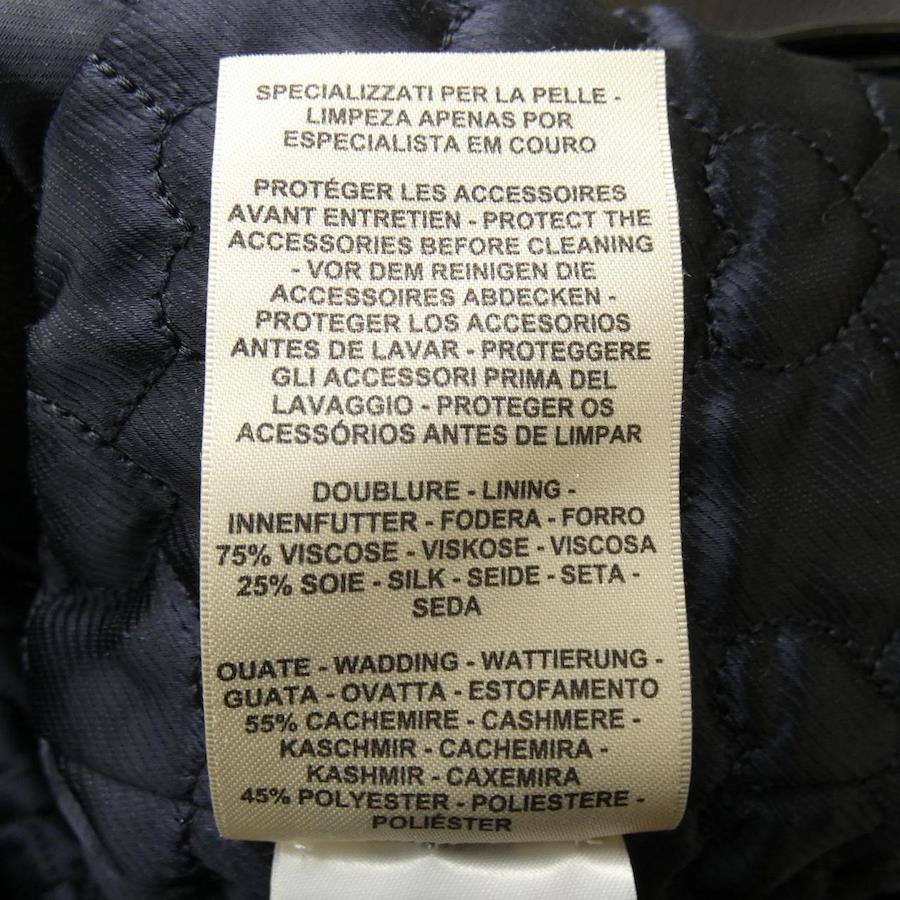 SPECIALIZZATI PER LA PELLE -
LIMPEZA APENAS POR
ESPECIALISTA EM COURO
PROTÉGER LES ACCESSOIRES
AVANT ENTRETIEN - PROTECT THE
ACCESSORIES BEFORE CLEANING
- VOR DEM REINIGEN DIE
ACCESSOIRES ABDECKEN -
PROTEGER LOS ACCESORIOS
ANTES DE LAVAR - PROTEGGERE
GLI ACCESSORI PRIMA DEL
LAVAGGIO - PROTEGER OS
ACESSÓRIOS ANTES DE LIMPAR
DOUBLURE - LINING -
INNENFUTTER - FODERA - FORRO
75% VISCOSE - VISKOSE - VISCOSA
25% SOIE - SILK - SEIDE - SETA -
SEDA
OUATE - WADDING - WATTIERUNG -
GUATA - OVATTA - ESTOFAMENTO
55% CACHEMIRE - CASHMERE -
KASCHMIR - CACHEMIRA -
KASHMIR - CAXEMIRA
45% POLYESTER - POLIESTERE -
POLIÉSTER